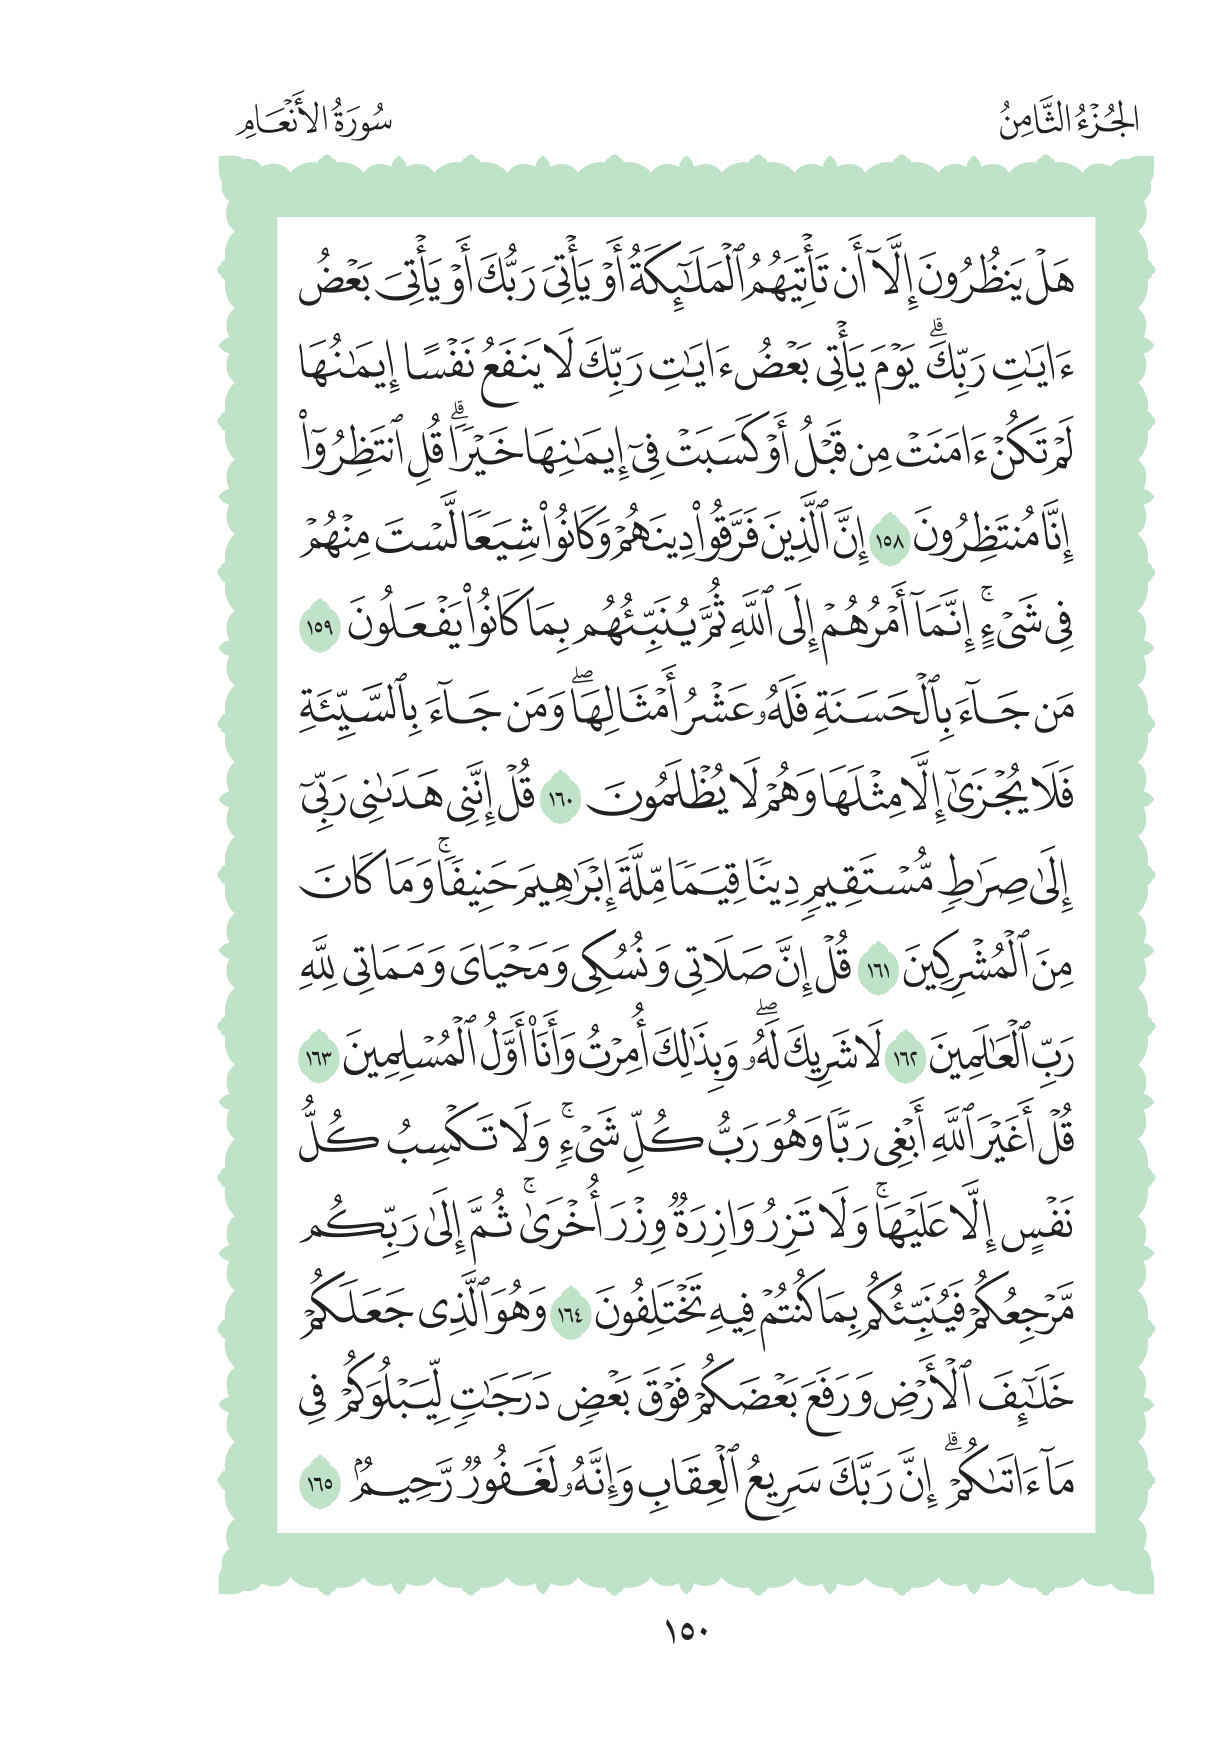 الجُزْءُ الثَّامِنُ
سُورَةُ الأَنْعَامِ
هَلْ يَنظُرُونَ إِلَّآ أَن تَأْتِيَهُمُ ٱلْمَلَـٰٓئِكَةُ أَوْ يَأْتِىَ رَبُّكَ أَوْ يَأْتِىَ بَعْضُ
ءَايَـٰتِ رَبِّكَ ۗ يَوْمَ يَأْتِى بَعْضُ ءَايَـٰتِ رَبِّكَ لَا يَنفَعُ نَفْسًا إِيمَـٰنُهَا
لَمْ تَكُنْ ءَامَنَتْ مِن قَبْلُ أَوْ كَسَبَتْ فِىٓ إِيمَـٰنِهَا خَيْرًا ۗ قُلِ ٱنتَظِرُوٓا۟
إِنَّا مُنتَظِرُونَ ١٥٨ إِنَّ ٱلَّذِينَ فَرَّقُوا۟ دِينَهُمْ وَكَانُوا۟ شِيَعًا لَّسْتَ مِنْهُمْ
فِى شَىْءٍ ۚ إِنَّمَآ أَمْرُهُمْ إِلَى ٱللَّهِ ثُمَّ يُنَبِّئُهُم بِمَا كَانُوا۟ يَفْعَلُونَ ١٥٩
مَن جَآءَ بِٱلْحَسَنَةِ فَلَهُۥ عَشْرُ أَمْثَالِهَا ۖ وَمَن جَآءَ بِٱلسَّيِّئَةِ
فَلَا يُجْزَىٰٓ إِلَّا مِثْلَهَا وَهُمْ لَا يُظْلَمُونَ ١٦٠ قُلْ إِنَّنِى هَدَىٰنِى رَبِّىٓ
إِلَىٰ صِرَٰطٍ مُّسْتَقِيمٍ دِينًا قِيَمًا مِّلَّةَ إِبْرَٰهِيمَ حَنِيفًا ۚ وَمَا كَانَ
مِنَ ٱلْمُشْرِكِينَ ١٦١ قُلْ إِنَّ صَلَاتِى وَنُسُكِى وَمَحْيَاىَ وَمَمَاتِى لِلَّهِ
رَبِّ ٱلْعَـٰلَمِينَ ١٦٢ لَا شَرِيكَ لَهُۥ ۖ وَبِذَٰلِكَ أُمِرْتُ وَأَنَا۠ أَوَّلُ ٱلْمُسْلِمِينَ ١٦٣
قُلْ أَغَيْرَ ٱللَّهِ أَبْغِى رَبًّا وَهُوَ رَبُّ كُلِّ شَىْءٍ ۚ وَلَا تَكْسِبُ كُلُّ
نَفْسٍ إِلَّا عَلَيْهَا ۚ وَلَا تَزِرُ وَازِرَةٌ وِزْرَ أُخْرَىٰ ۚ ثُمَّ إِلَىٰ رَبِّكُم
مَّرْجِعُكُمْ فَيُنَبِّئُكُم بِمَا كُنتُمْ فِيهِ تَخْتَلِفُونَ ١٦٤ وَهُوَ ٱلَّذِى جَعَلَكُمْ
خَلَـٰٓئِفَ ٱلْأَرْضِ وَرَفَعَ بَعْضَكُمْ فَوْقَ بَعْضٍ دَرَجَـٰتٍ لِّيَبْلُوَكُمْ فِى
مَآ ءَاتَىٰكُمْ ۗ إِنَّ رَبَّكَ سَرِيعُ ٱلْعِقَابِ وَإِنَّهُۥ لَغَفُورٌ رَّحِيمٌۢ ١٦٥
١٥٠